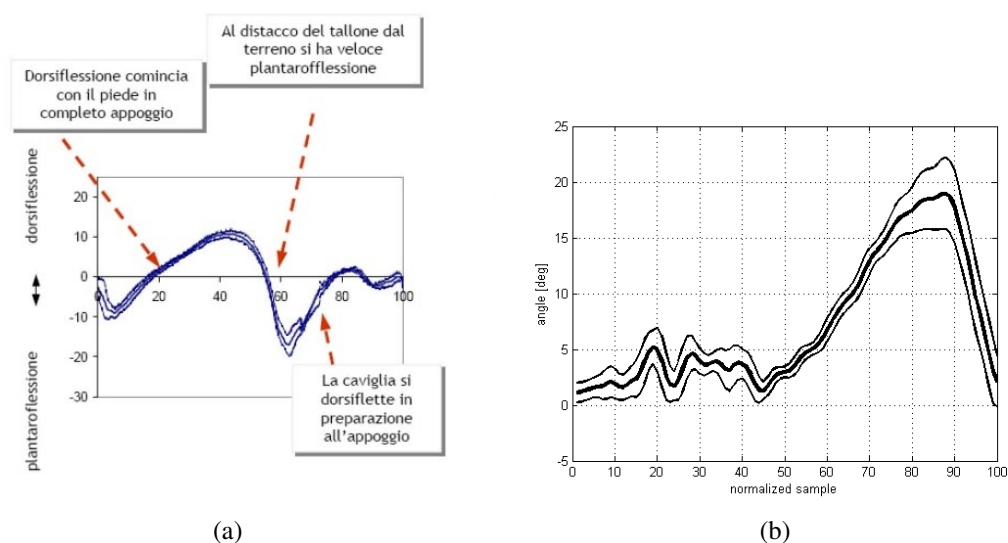 Al distacco del tallone dal
terreno si ha veloce
plantarofflessione
Dorsiflessione comincia
con il piede in
completo appoggio
dorsiflessione
plantaroflessione
20
10
0
-10
-20
-30
0
20
40
60
80
100
La caviglia si
dorsiflette in
preparazione
all'appoggio
(a)
25
20
15
10
5
0
-5
angle [deg]
0
10
20
30
40
50
60
70
80
90
100
normalized sample
(b)